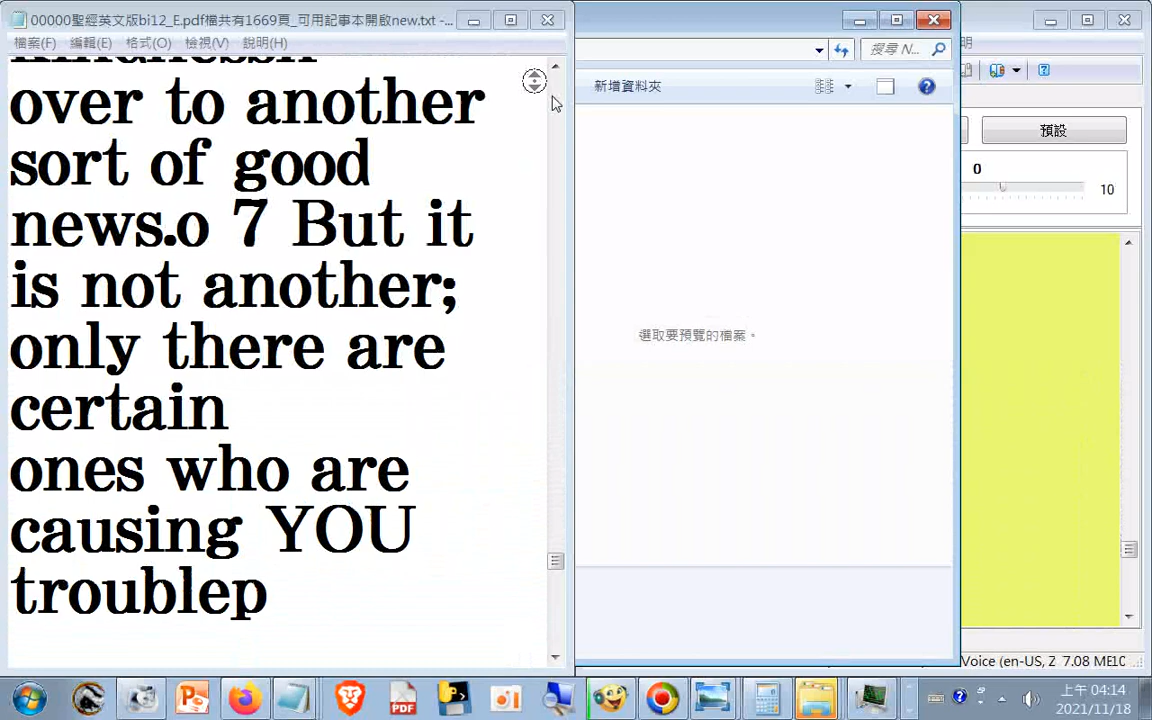 00000聖經英文版bi12_E.pdf檔共有1669頁_可用記事本開啟new.txt -...
檔案(F) 編輯(E) 格式(O) 檢視(V) 說明(H)
over to another
sort of good
news.o 7 But it
is not another;
only there are
certain
ones who are
causing YOU
troublep
搜尋 N...
新增資料夾
選取要預覽的檔案。
明
預設
0
10
Voice (en-US, Z 7.08 ME1C
PDF
上午 04:14
2021/11/18